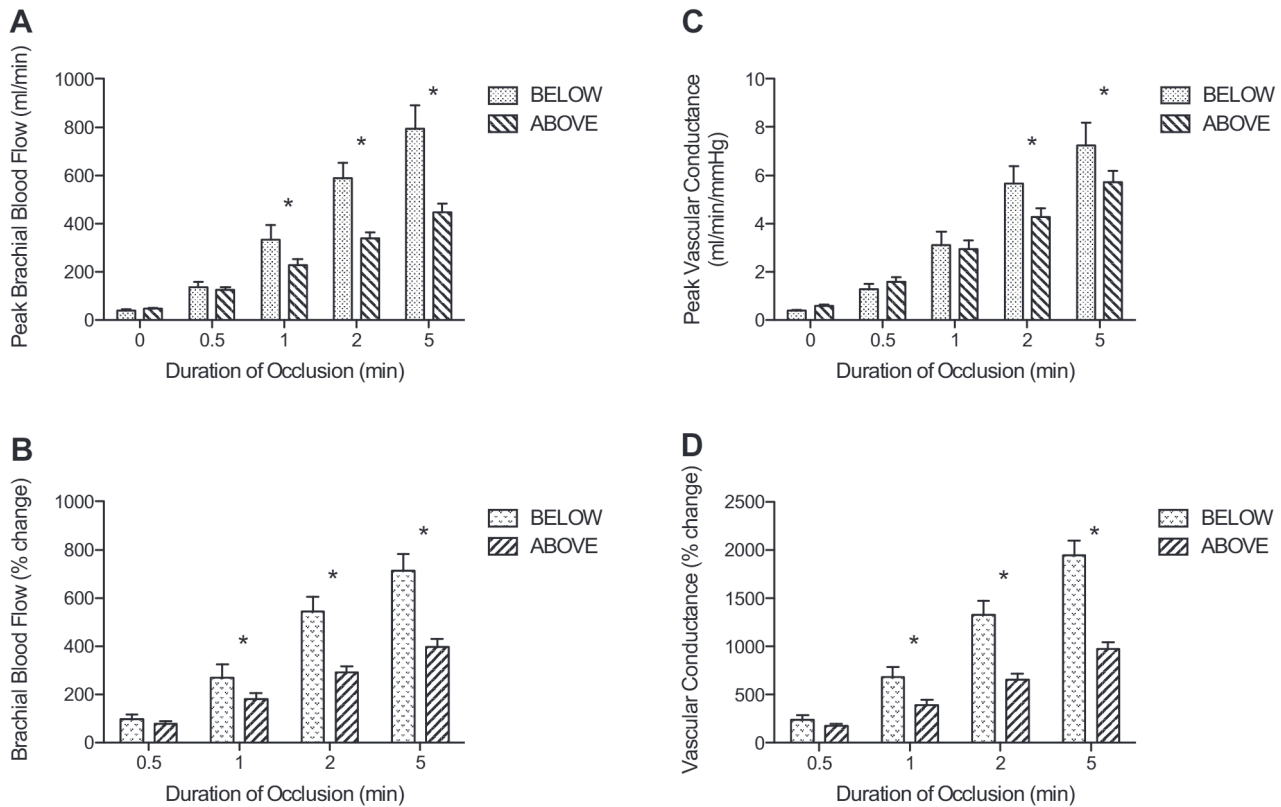 A
Peak Brachial Blood Flow (ml/min)
1000
800
600
400
200
0
*
*
*
0 0.5 1 2 5
Duration of Occlusion (min)
BELOW
ABOVE
C
Peak Vascular Conductance
(ml/min/mmHg)
10
8
6
4
2
0
*
*
0 0.5 1 2 5
Duration of Occlusion (min)
BELOW
ABOVE
B
Brachial Blood Flow (% change)
1000
800
600
400
200
0
*
*
*
0.5 1 2 5
Duration of Occlusion (min)
BELOW
ABOVE
D
Vascular Conductance (% change)
2500
2000
1500
1000
500
0
*
*
*
0.5 1 2 5
Duration of Occlusion (min)
BELOW
ABOVE